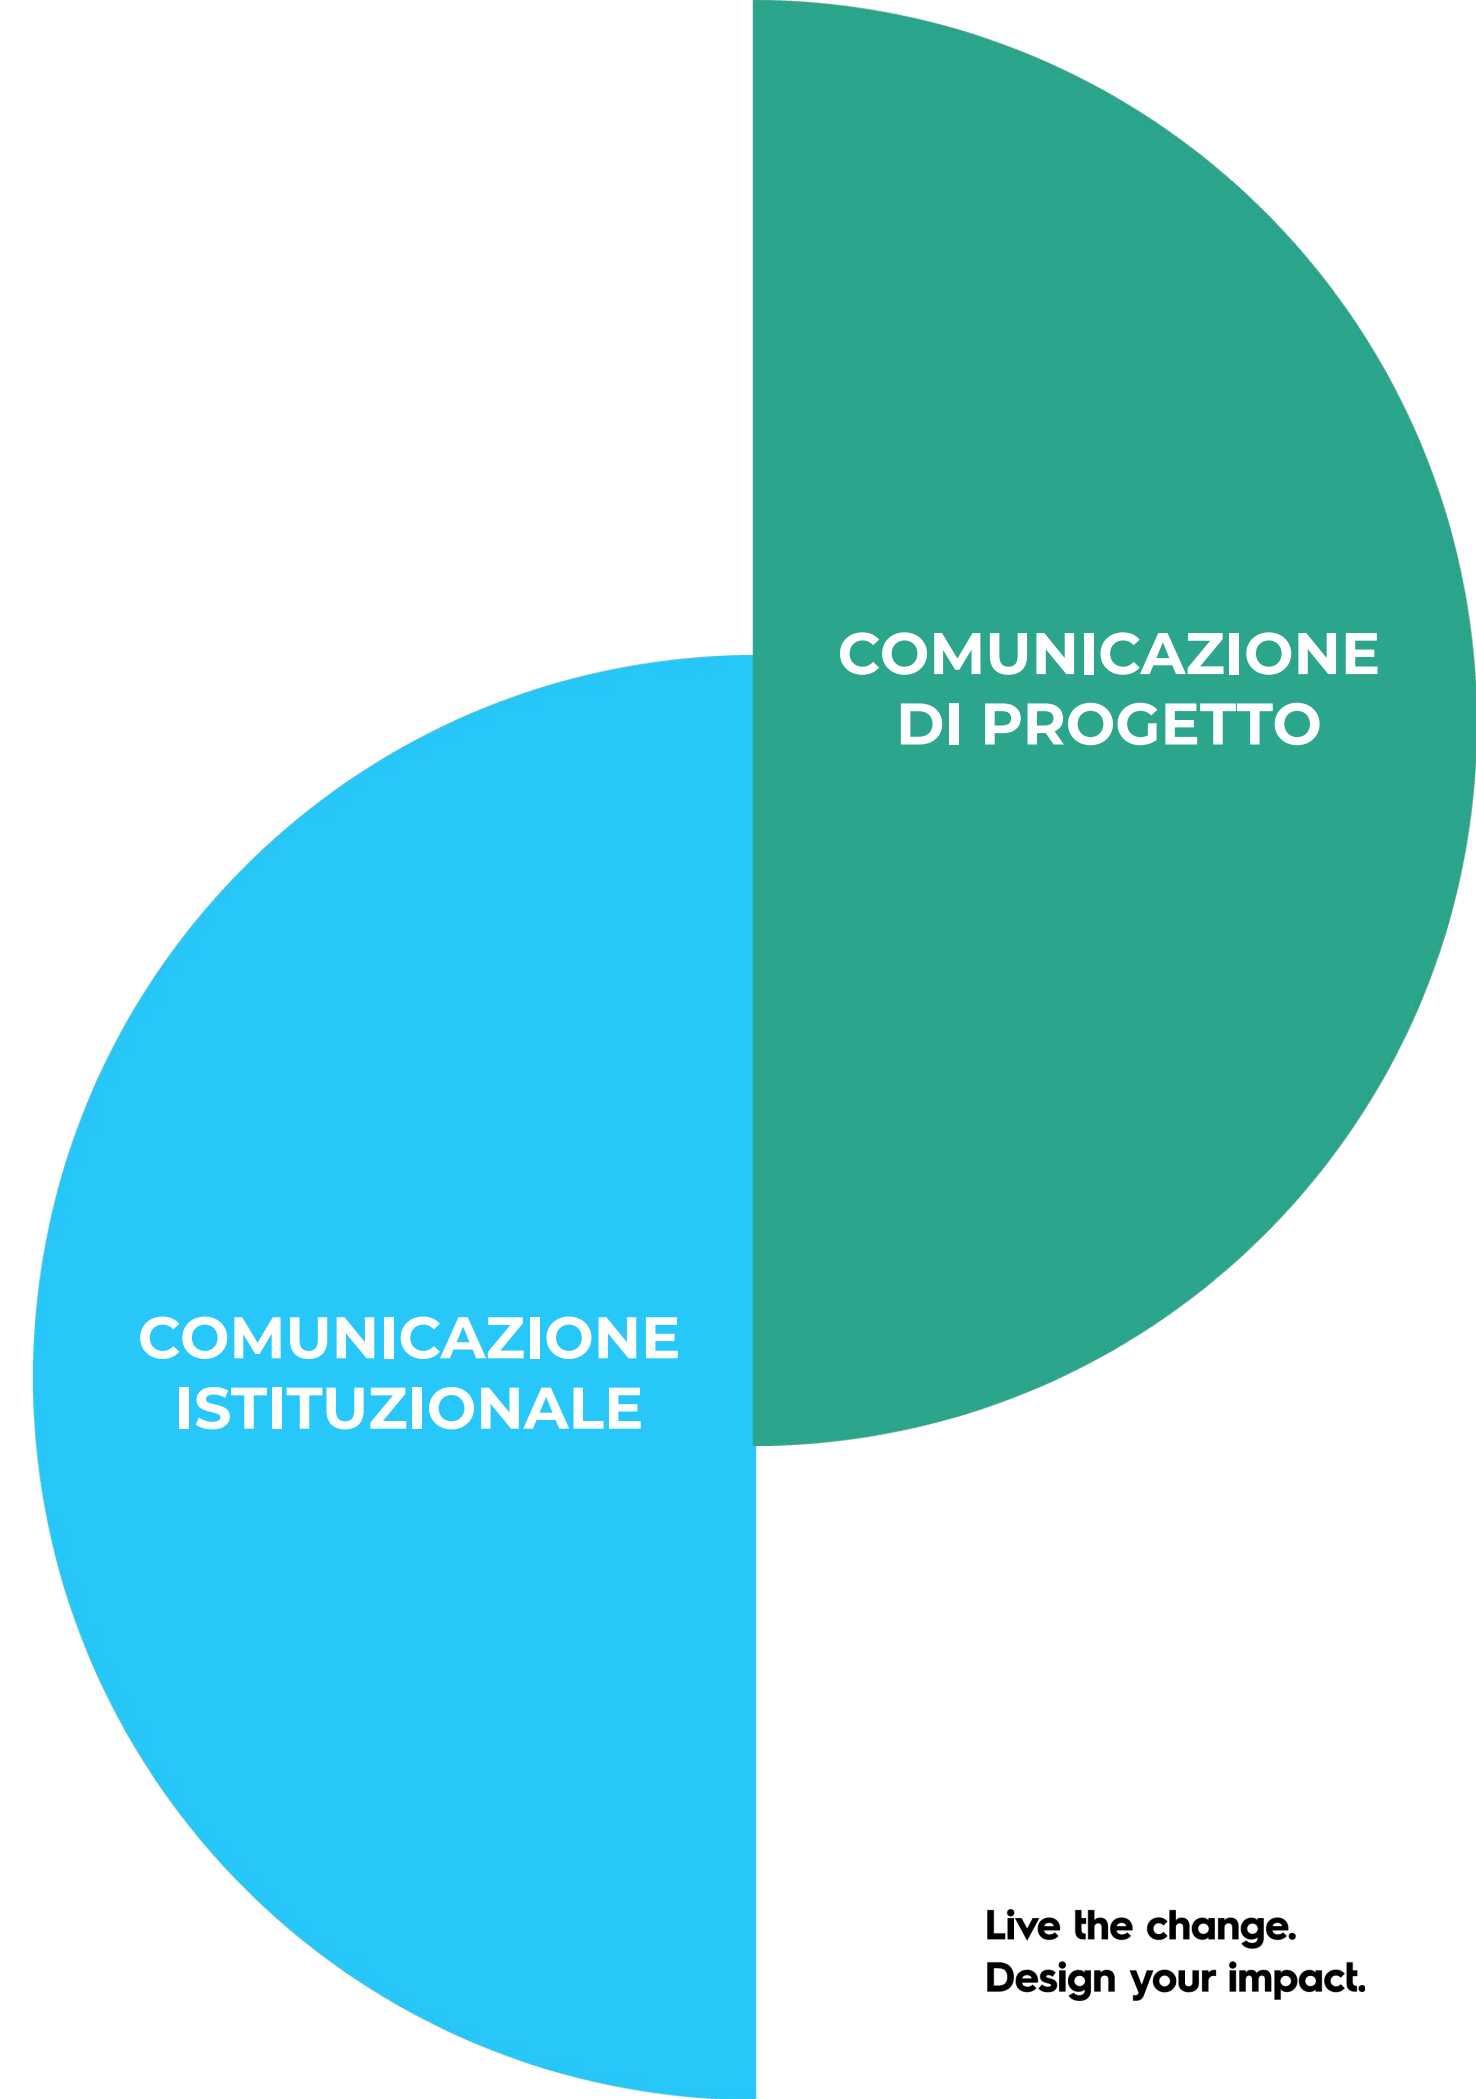 COMUNICAZIONE
DI PROGETTO
COMUNICAZIONE
ISTITUZIONALE
Live the change.
Design your impact.